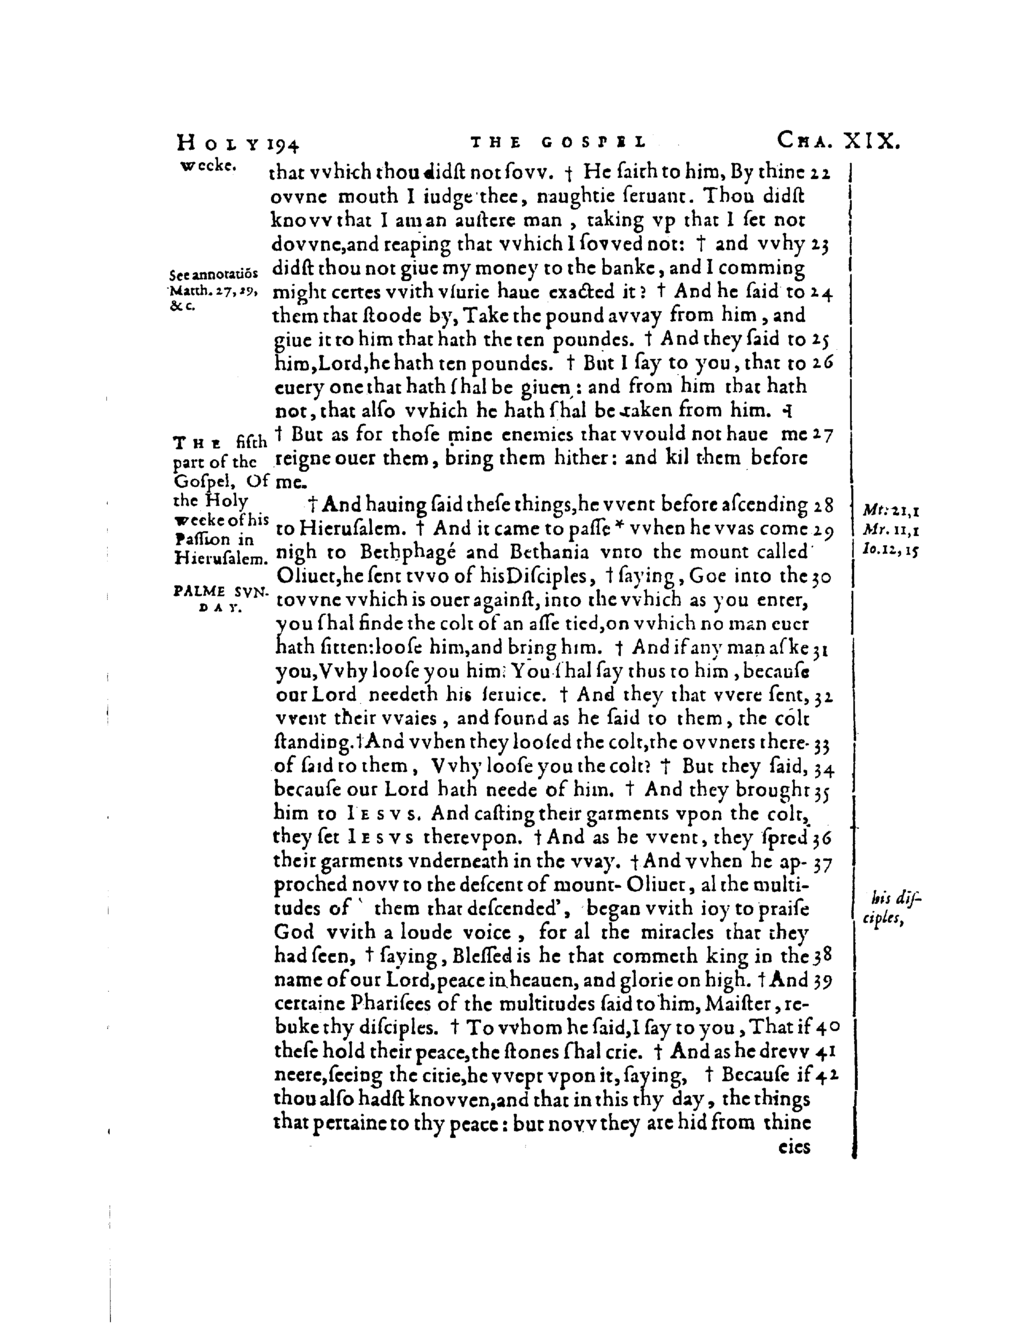 HOLY 194 THE GOSPEL CHA. XIX.
weeke.
that vvhich thou didſt not ſovv. † He ſaith to him, By thine 22
ovvne mouth I iudge thee, naughtie ſeruant. Thou didſt
knovv that I am an auſtere man, taking vp that I ſet not
dovvne, and reaping that vvhich I ſovved not: † and vvhy 23
didſt thou not giue my money to the banke, and I comming
might certes vvith vſurie haue exacted it? † And he ſaid to 24
them that ſtoode by, Take the pound avvay from him, and
giue it to him that hath the ten poundes. † And they ſaid to 25
him, Lord, he hath ten poundes. † But I ſay to you, that to 26
euery one that hath ſhal be giuen: and from him that hath
not, that alſo vvhich he hath ſhal be taken from him. ⁌
† But as for thoſe mine enemies that vvould not haue me 27
reigne ouer them, bring them hither: and kil them before
me.
† And hauing ſaid theſe things, he vvent before aſcending 28
to Hieruſalem. † And it came to paſſe * vvhen he vvas come 29
nigh to Bethphagé and Bethania vnto the mount called
Oliuet, he ſent tvvo of his Diſciples, † ſaying, Goe into the 30
tovvne vvhich is ouer againſt, into the vvhich as you enter,
you ſhal finde the colt of an aſſe tied, on vvhich no man euer
hath ſitten: looſe him, and bring him. † And if any man aſke 31
you, Vvhy looſe you him? You ſhal ſay thus to him, becauſe
our Lord needeth his ſeruice. † And they that vvere ſent, 32
vvent their vvaies, and found as he ſaid to them, the colt
ſtanding. † And vvhen they looſed the colt, the ovvners there- 33
of ſaid to them, Vvhy looſe you the colt? † But they ſaid, 34
becauſe our Lord hath neede of him. † And they brought 35
him to IESVS. And caſting their garments vpon the colt,
they ſet IESVS therevpon. † And as he vvent, they ſpred 36
their garments vnderneath in the vvay. † And vvhen he ap- 37
proched novv to the deſcent of mount-Oliuet, al the multi-
tudes of ‛ them that deſcended’, began vvith ioy to praiſe
God vvith a loude voice, for al the miracles that they
had ſeen, † ſaying, Bleſſed is he that commeth king in the 38
name of our Lord, peace in heauen, and glorie on high. † And 39
certaine Phariſees of the multitudes ſaid to him, Maiſter, re-
buke thy diſciples. † To vvhom he ſaid, I ſay to you, That if 40
theſe hold their peace, the ſtones ſhal crie. † And as he drevv 41
neere, ſeeing the citie, he vvept vpon it, ſaying, † Becauſe if 42
thou alſo hadſt knovven, and that in this thy day, the things
that pertaine to thy peace: but novv they are hid from thine
eies
See annotatiōs
Matth. 27, 29,
&c.
THE fifth
part of the
Goſpel, Of
the Holy
weeke of his
Paſſion in
Hieruſalem.
PALME SVN-
DAY.
Mt. 21,1
Mr. 11,1
Io. 12, 15
his diſ-
ciples,